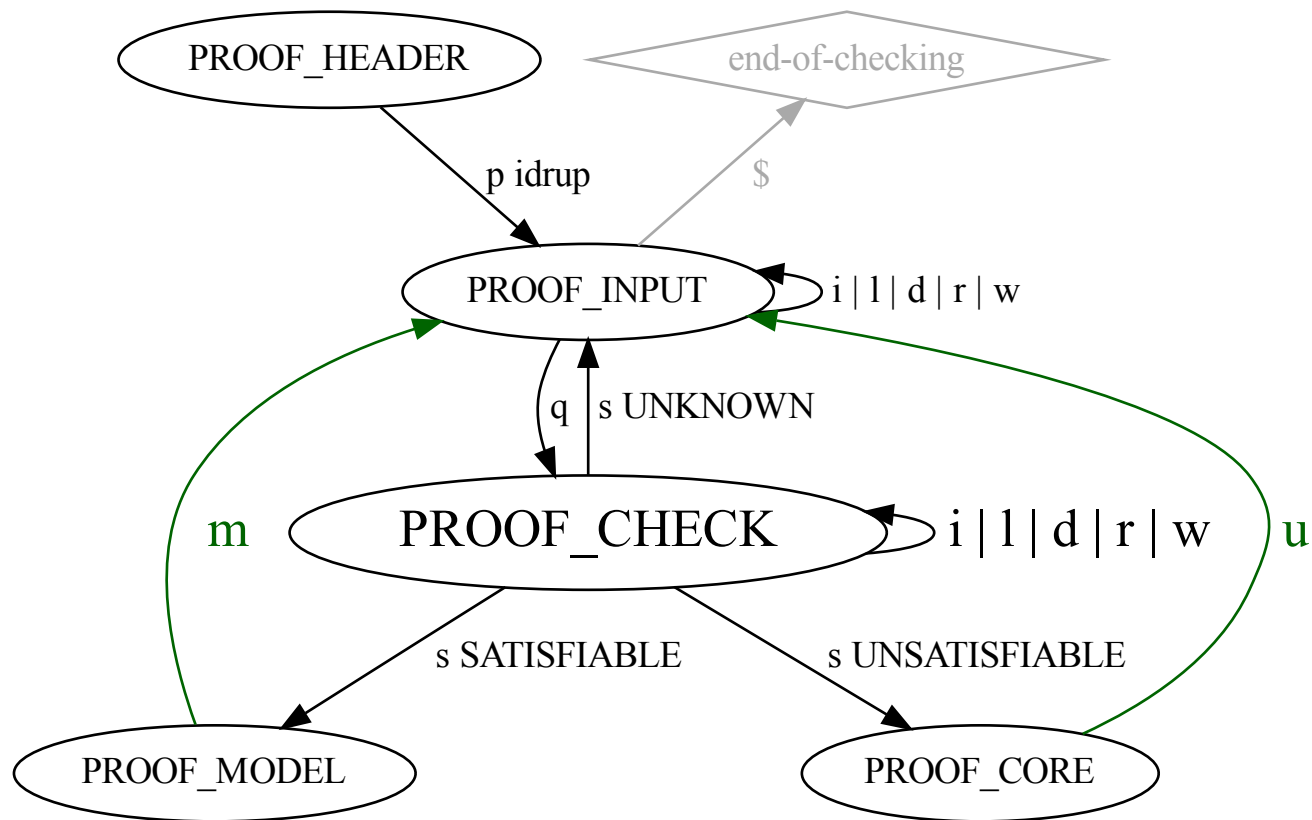 PROOF_HEADER
end-of-checking
p idrup
$
PROOF_INPUT
i | l | d | r | w
q
s UNKNOWN
PROOF_CHECK
i | l | d | r | w
m
u
s SATISFIABLE
s UNSATISFIABLE
PROOF_MODEL
PROOF_CORE